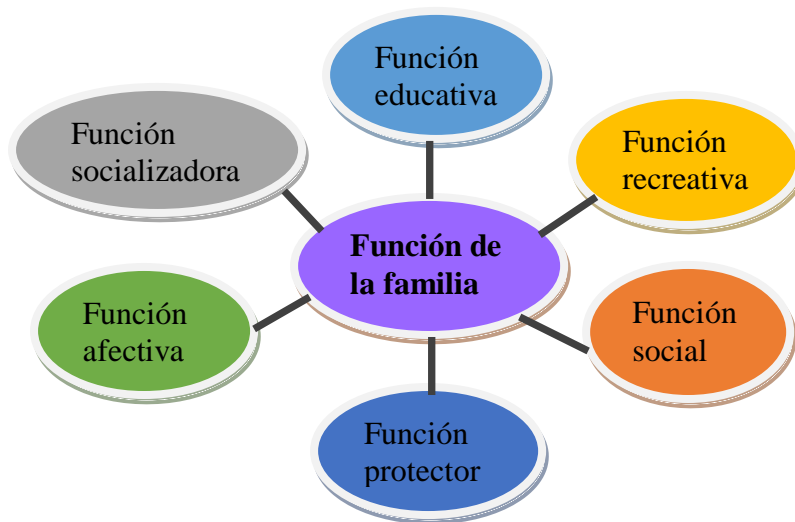 Función
educativa
Función
socializadora
Función
recreativa
Función de
la familia
Función
afectiva
Función
social
Función
protector